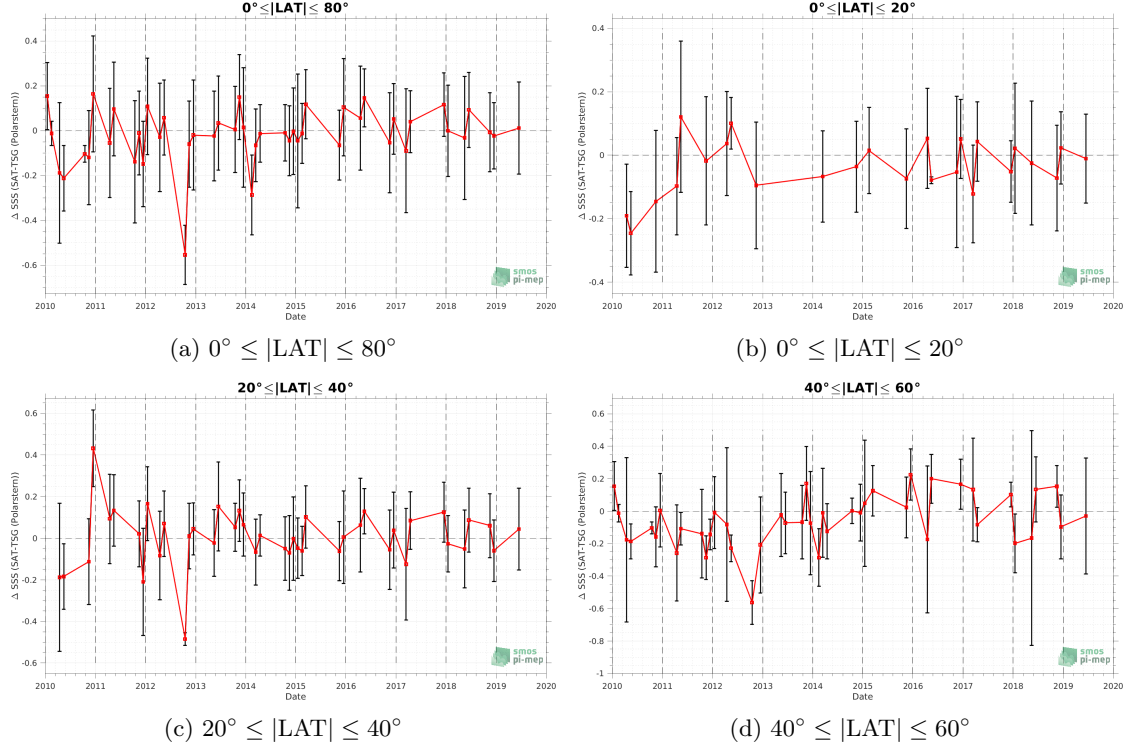 0°≤|LAT|≤ 80°
Δ SSS (SAT-TSG (Polarstern))
0.4
0.2
0
-0.2
-0.4
-0.6
2010 2011 2012 2013 2014 2015 2016 2017 2018 2019 2020
Date
smos
pi-mep
(a) 0° ≤ |LAT| ≤ 80°
0°≤|LAT|≤ 20°
Δ SSS (SAT-TSG (Polarstern))
0.4
0.2
0
-0.2
-0.4
2010 2011 2012 2013 2014 2015 2016 2017 2018 2019 2020
Date
smos
pi-mep
(b) 0° ≤ |LAT| ≤ 20°
20°≤|LAT|≤ 40°
Δ SSS (SAT-TSG (Polarstern))
0.6
0.4
0.2
0
-0.2
-0.4
-0.6
2010 2011 2012 2013 2014 2015 2016 2017 2018 2019 2020
Date
smos
pi-mep
(c) 20° ≤ |LAT| ≤ 40°
40°≤|LAT|≤ 60°
Δ SSS (SAT-TSG (Polarstern))
0.6
0.4
0.2
0
-0.2
-0.4
-0.6
-0.8
-1
2010 2011 2012 2013 2014 2015 2016 2017 2018 2019 2020
Date
smos
pi-mep
(d) 40° ≤ |LAT| ≤ 60°